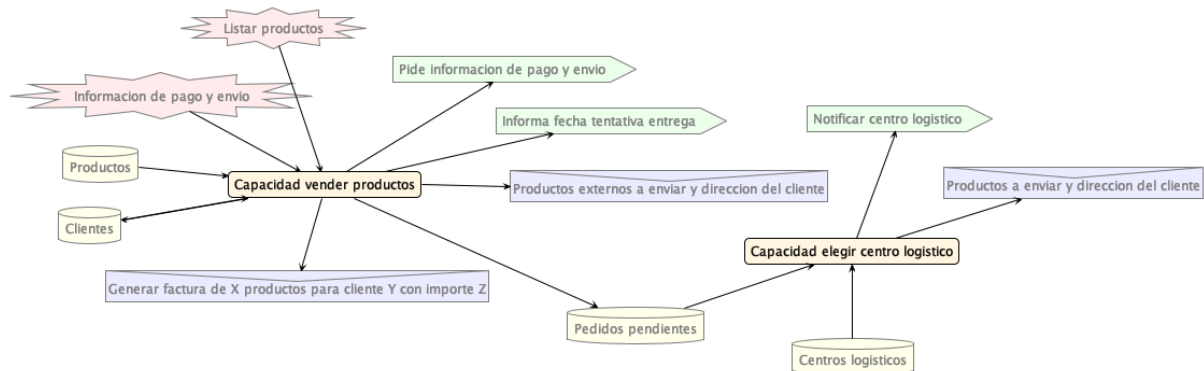 Listar productos
Pide informacion de pago y envio
Informacion de pago y envio
Informa fecha tentativa entrega
Notificar centro logistico
Productos
Capacidad vender productos
Productos externos a enviar y direccion del cliente
Productos a enviar y direccion del cliente
Clientes
Capacidad elegir centro logistico
Generar factura de X productos para cliente Y con importe Z
Pedidos pendientes
Centros logisticos